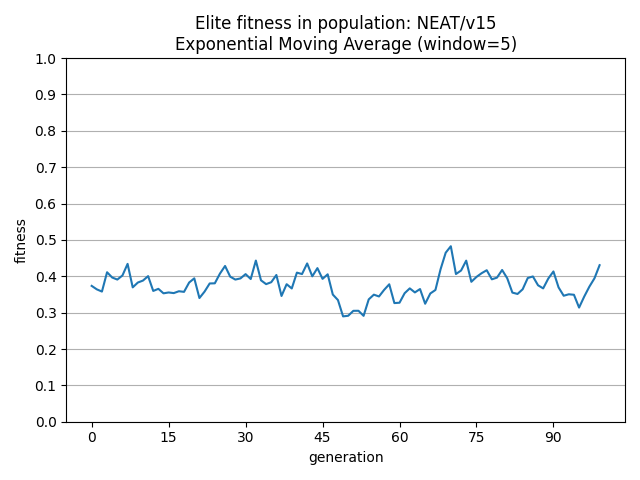 Elite fitness in population: NEAT/v15
Exponential Moving Average (window=5)
1.0
0.9
0.8
0.7
0.6
0.5
0.4
0.3
0.2
0.1
0.0
fitness
0 15 30 45 60 75 90
generation